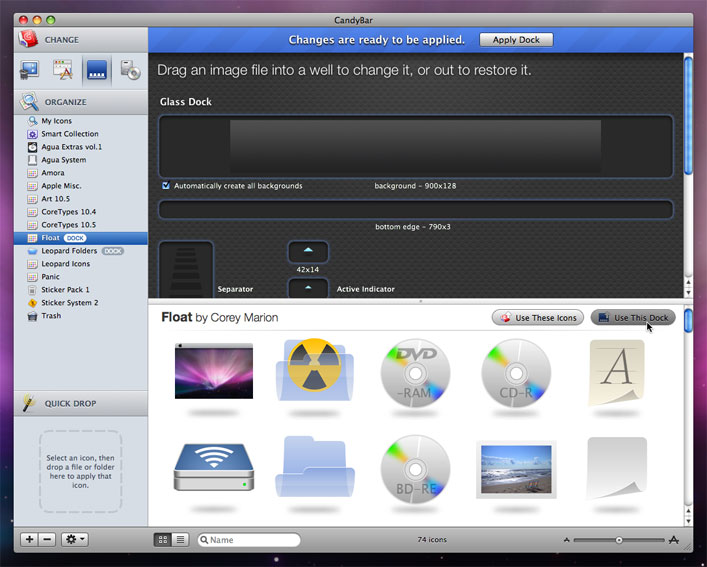 CandyBar
CHANGE
Changes are ready to be applied.
Apply Dock
Drag an image file into a well to change it, or out to restore it.
ORGANIZE
My Icons
Smart Collection
Agua Extras vol.1
Agua System
Amora
Apple Misc.
Art 10.5
CoreTypes 10.4
CoreTypes 10.5
Float DOCK
Leopard Folders DOCK
Leopard Icons
Panic
Sticker Pack 1
Sticker System 2
Trash
Glass Dock
Automatically create all backgrounds
background - 900x128
bottom edge - 790x3
42x14
Separator
Active Indicator
Float by Corey Marion
Use These Icons
Use This Dock
DVD
-RAM
CD-R
A
BD-RE
QUICK DROP
Select an icon, then
drop a file or folder
here to apply that
icon.
Name
74 icons
A
A